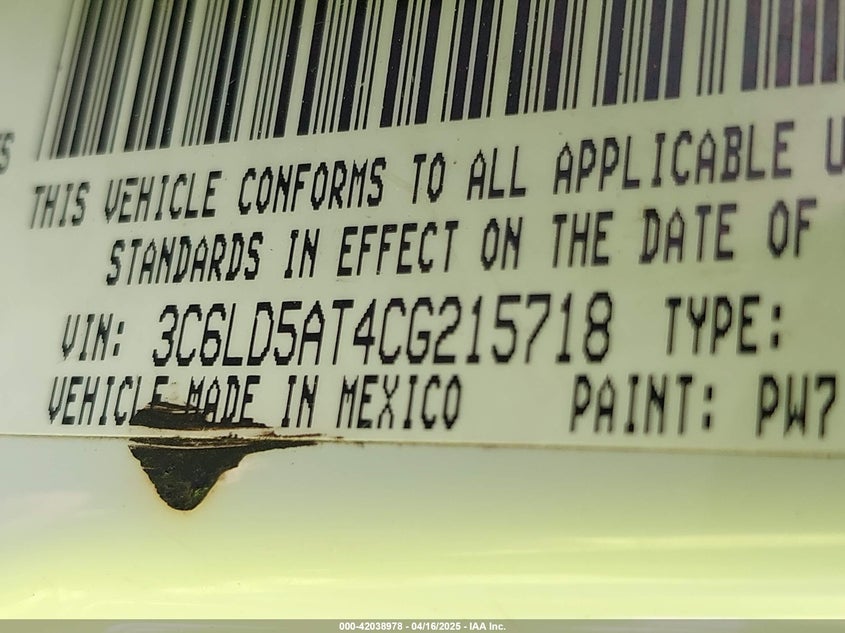 THIS VEHICLE CONFORMS TO ALL APPLICABLE U
STANDARDS IN EFFECT ON THE DATE OF
VIN: 3C6LD5AT4CG215718 TYPE:
VEHICLE MADE IN MEXICO PAINT: PW7
000-42038978 - 04/16/2025 - IAA Inc.